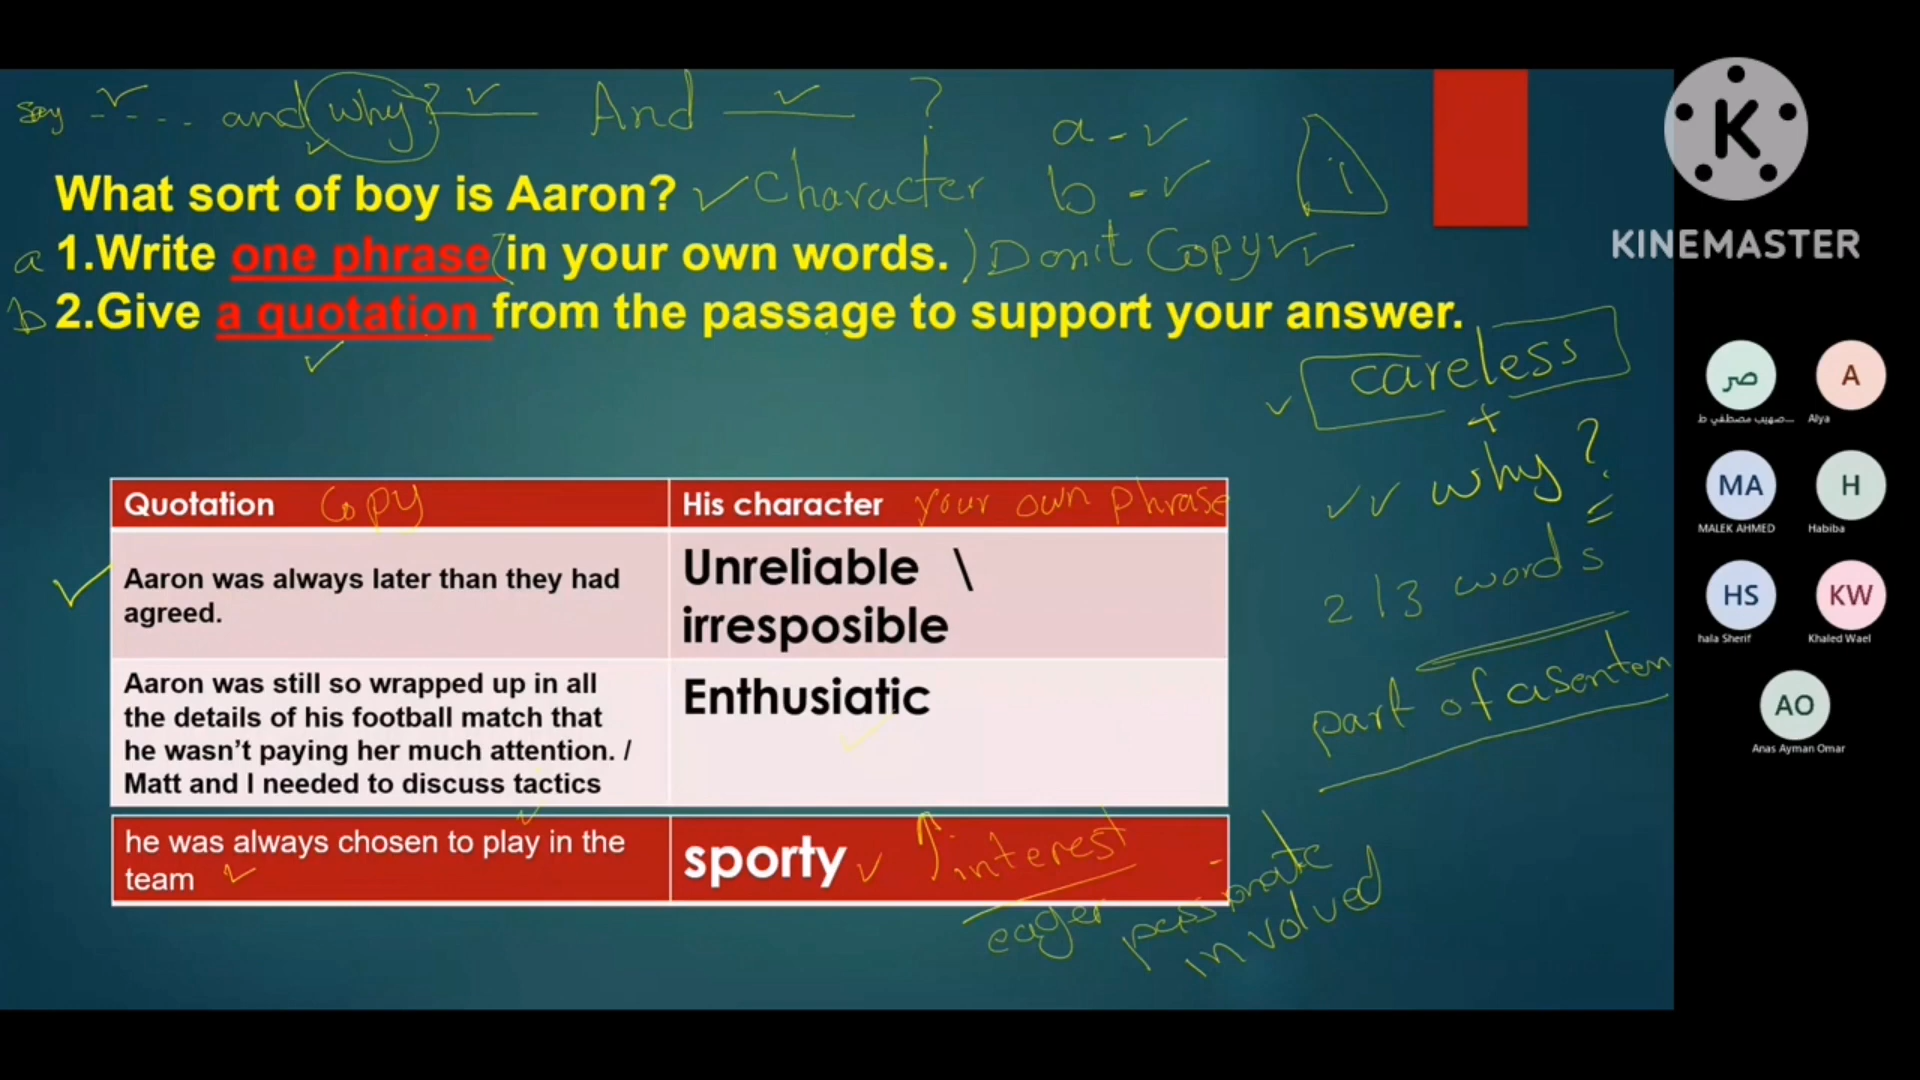 say ----- and why? ✓ And ✓ ?
a - ✓
What sort of boy is Aaron? ✓ Character b - ✓
a 1.Write one phrase (in your own words. ) Don't Copy ✓✓
b 2.Give a quotation from the passage to support your answer.
careless
+
why?
2/3 words
part of a
Quotation Copy
His character your own phrase
Aaron was always later than they had
agreed.
Unreliable \
irresposible
Aaron was still so wrapped up in all
the details of his football match that
he wasn't paying her much attention. /
Matt and I needed to discuss tactics
Enthusiatic
he was always chosen to play in the
team
sporty ✓ ↑ interest
eager - passionate
involved
K
KINEMASTER
صر
صهيب مصطفي ط...
A
Alya
MA
MALEK AHMED
H
Habiba
HS
hala Sherif
KW
Khaled Wael
AO
Anas Ayman Omar